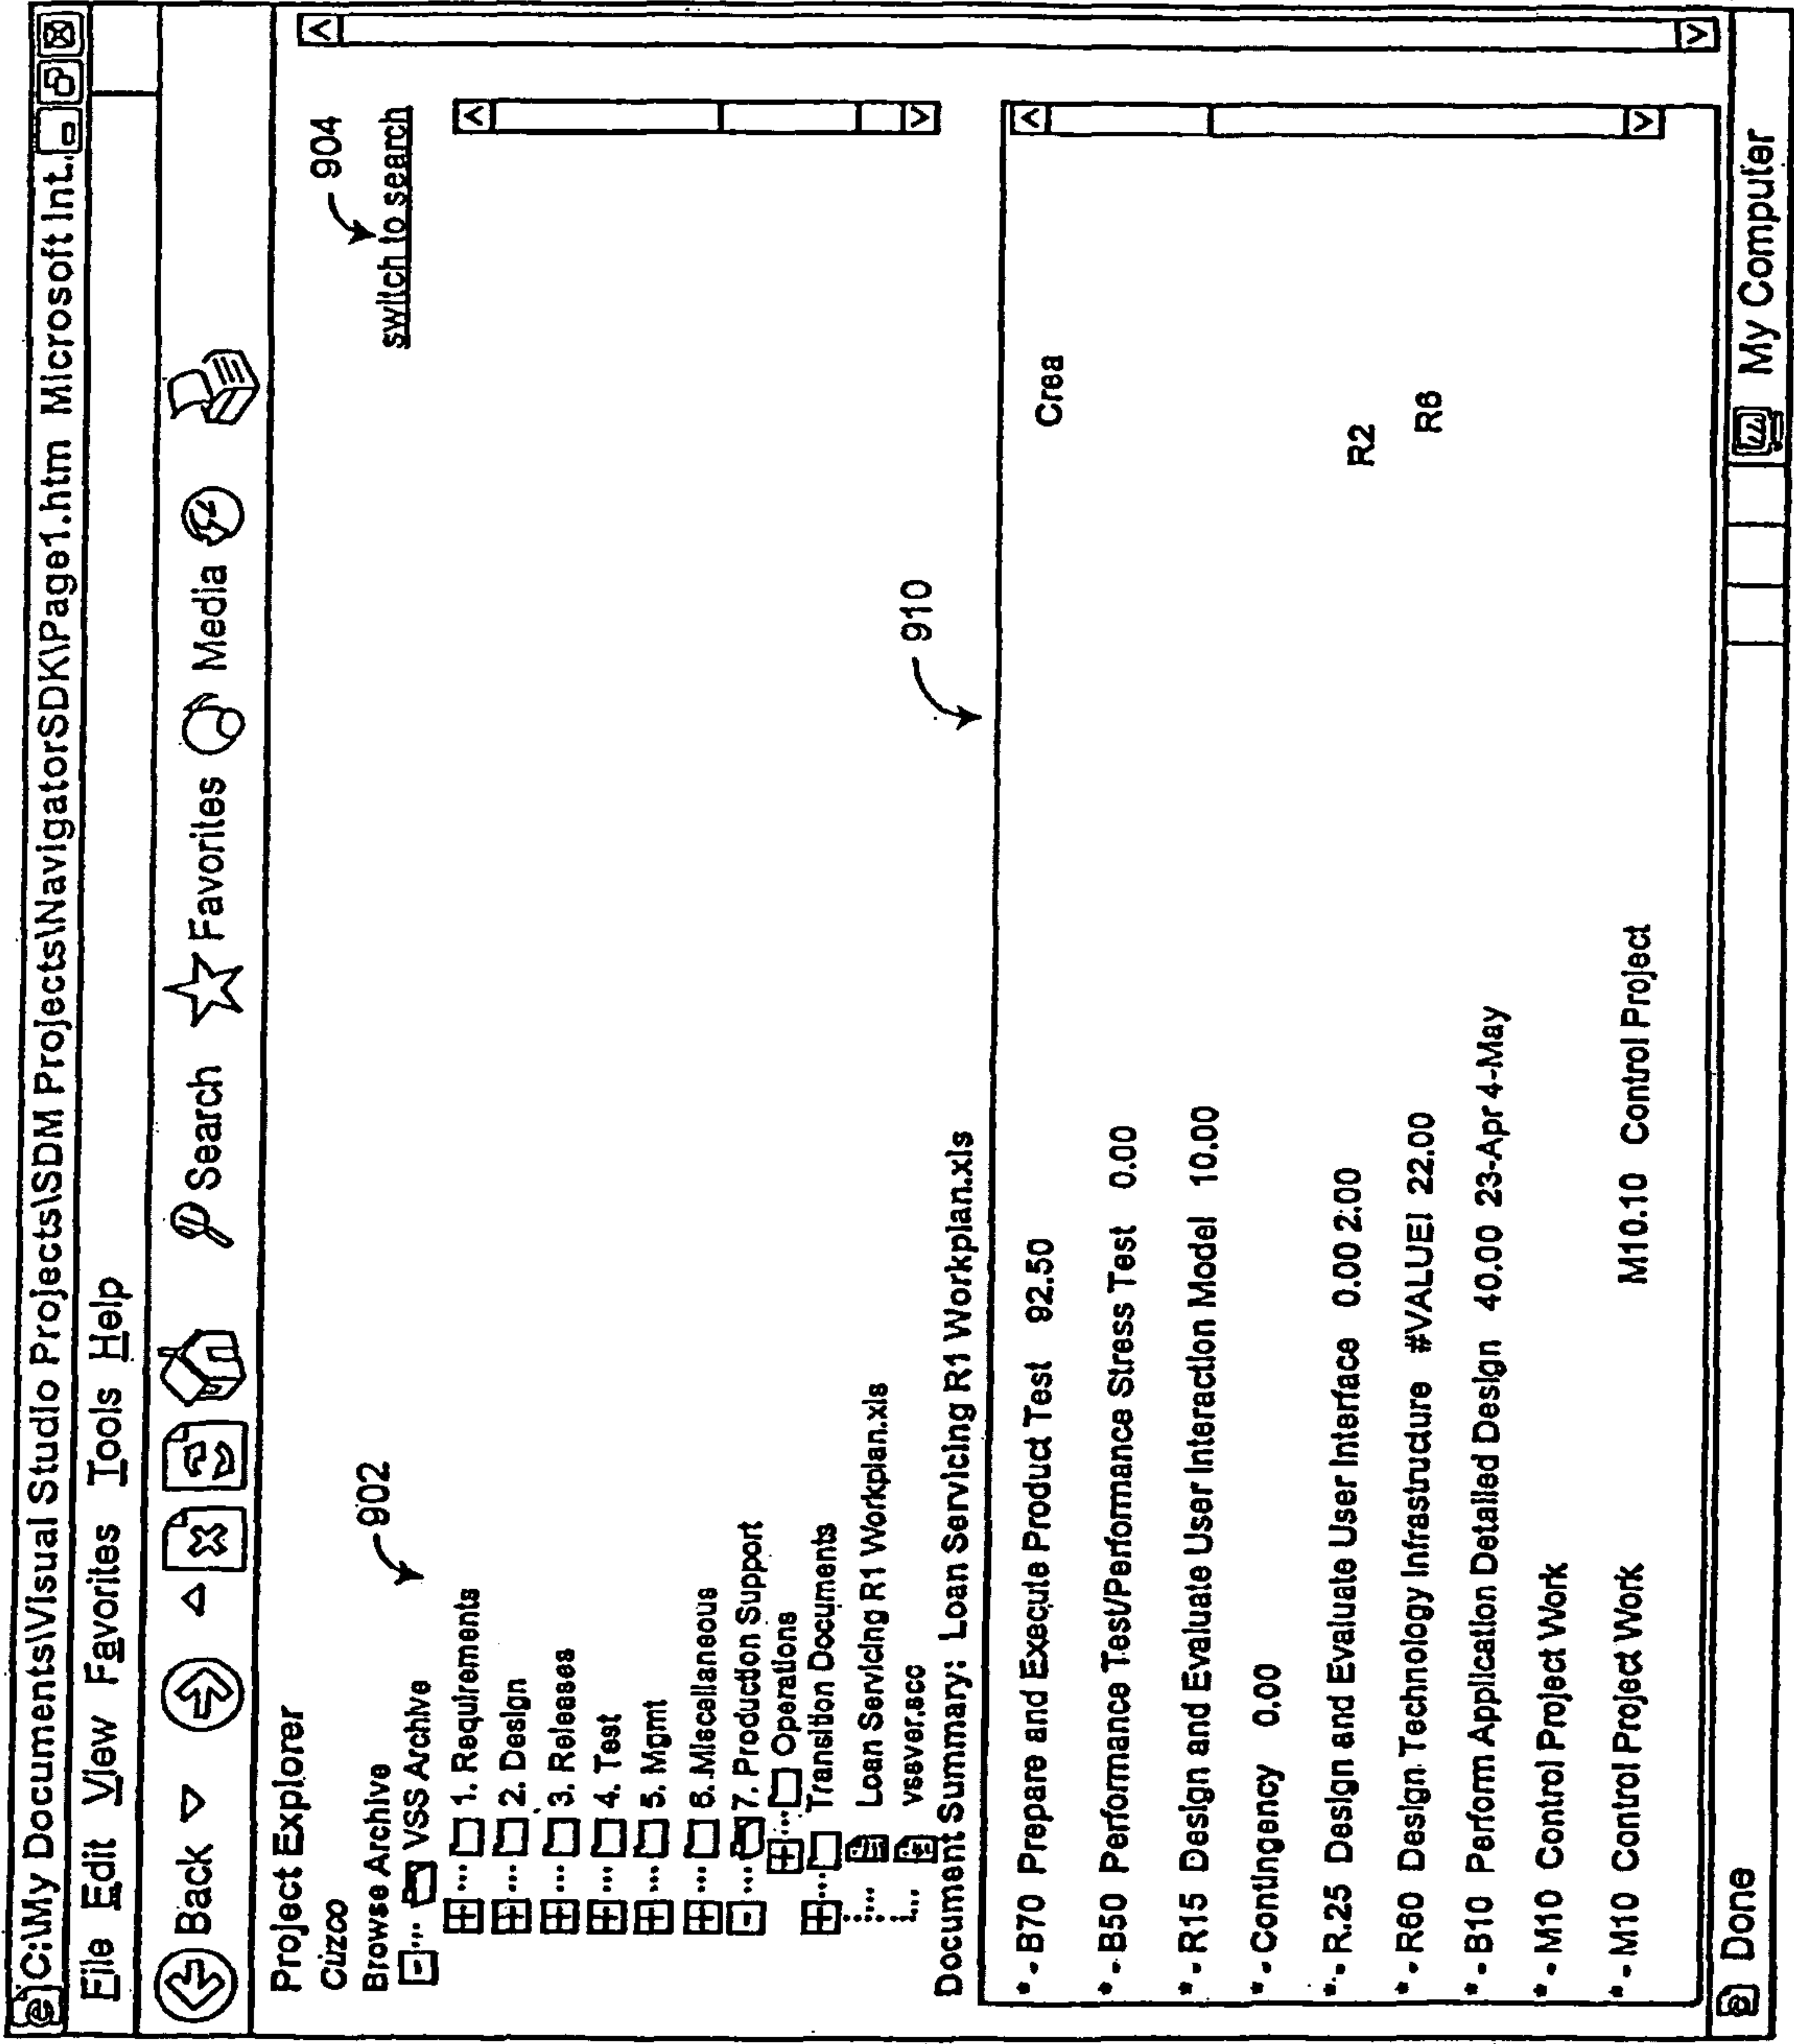 C:\My Documents\Visual Studio Projects\SDM Projects\NavigatorSDK\Page1.htm Microsoft Int..
File Edit View Favorites Tools Help
Back Search Favorites Media
Project Explorer
Clizoo
904
switch to search
Browse Archive
902
VSS Archive
1. Requirements
2. Design
3. Releases
4. Test
5. Mgmt
6. Miscellaneous
7. Production Support
Operations
Transition Documents
Loan Servicing R1 Workplan.xls
vssver.scc
910
Document Summary: Loan Servicing R1 Workplan.xls
*- B70 Prepare and Execute Product Test 92.50 Crea
*- B50 Performance Test/Performance Stress Test 0.00
*- R15 Design and Evaluate User Interaction Model 10.00
*- Contingency 0.00
*- R.25 Design and Evaluate User Interface 0.00 2.00 R2
*- R60 Design Technology Infrastructure #VALUE! 22.00 R6
*- B10 Perform Application Detailed Design 40.00 23-Apr 4-May
*- M10 Control Project Work
*- M10 Control Project Work M10.10 Control Project
Done My Computer